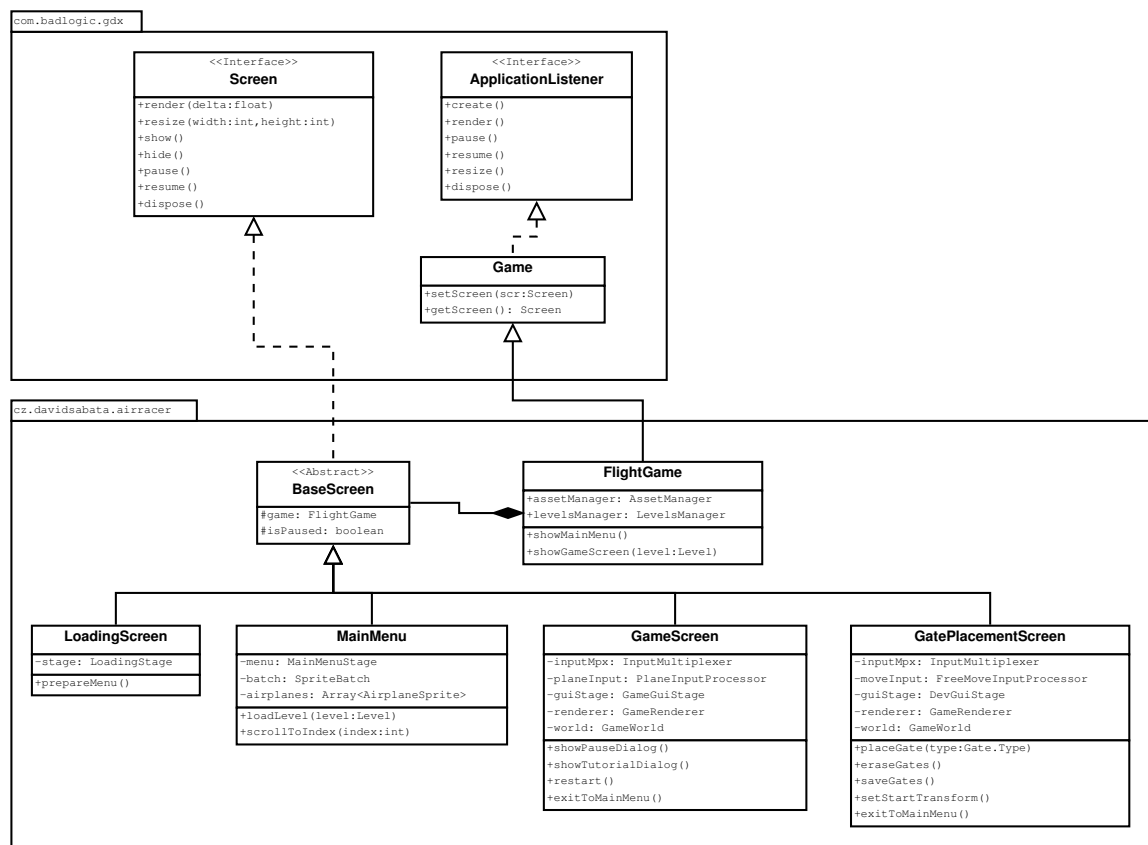 com.badlogic.gdx
<<Interface>>
Screen
+render(delta:float)
+resize(width:int,height:int)
+show()
+hide()
+pause()
+resume()
+dispose()
<<Interface>>
ApplicationListener
+create()
+render()
+pause()
+resume()
+resize()
+dispose()
Game
+setScreen(scr:Screen)
+getScreen(): Screen
cz.davidsabata.airracer
<<Abstract>>
BaseScreen
#game: FlightGame
#isPaused: boolean
FlightGame
+assetManager: AssetManager
+levelsManager: LevelsManager
+showMainMenu()
+showGameScreen(level:Level)
LoadingScreen
-stage: LoadingStage
+prepareMenu()
MainMenu
-menu: MainMenuStage
-batch: SpriteBatch
-airplanes: Array<AirplaneSprite>
+loadLevel(level:Level)
+scrollToIndex(index:int)
GameScreen
-inputMpx: InputMultiplexer
-planeInput: PlaneInputProcessor
-guiStage: GameGuiStage
-renderer: GameRenderer
-world: GameWorld
+showPauseDialog()
+showTutorialDialog()
+restart()
+exitToMainMenu()
GatePlacementScreen
-inputMpx: InputMultiplexer
-moveInput: FreeMoveInputProcessor
-guiStage: DevGuiStage
-renderer: GameRenderer
-world: GameWorld
+placeGate(type:Gate.Type)
+eraseGates()
+saveGates()
+setStartTransform()
+exitToMainMenu()